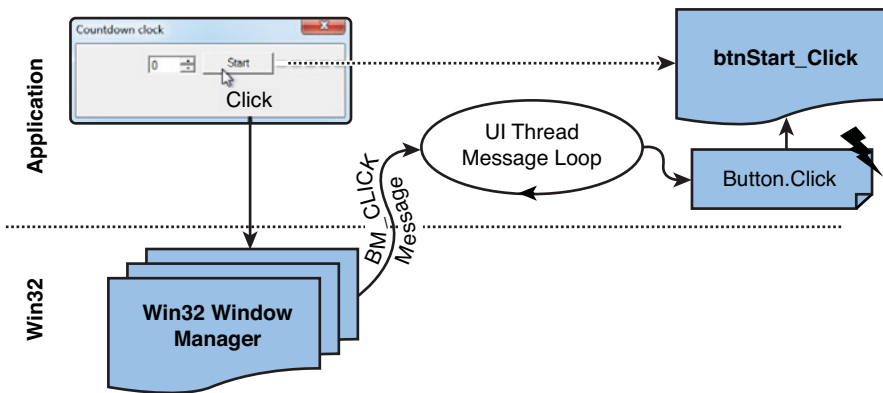 Countdown clock
0
Start
Click
btnStart_Click
UI Thread
Message Loop
Button.Click
BM_CLICK
Message
Application
Win32
Win32 Window
Manager